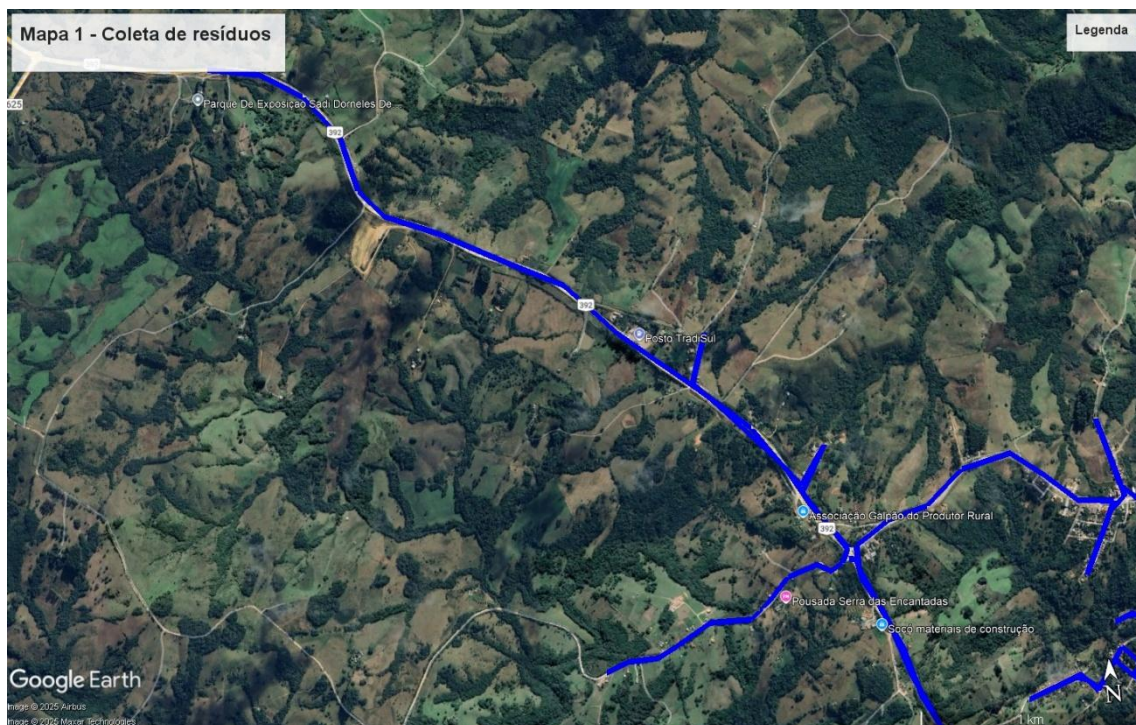 Mapa 1 - Coleta de resíduos
Legenda
625
Parque De Exposição Sadi Dorneles De ...
392
392
Posto TradiSul
Associação Galpão do Produtor Rural
392
Pousada Serra das Encantadas
Soco materiais de construção
Google Earth
Image © 2025 Airbus
Image © 2025 Maxar Technologies
1 km
N